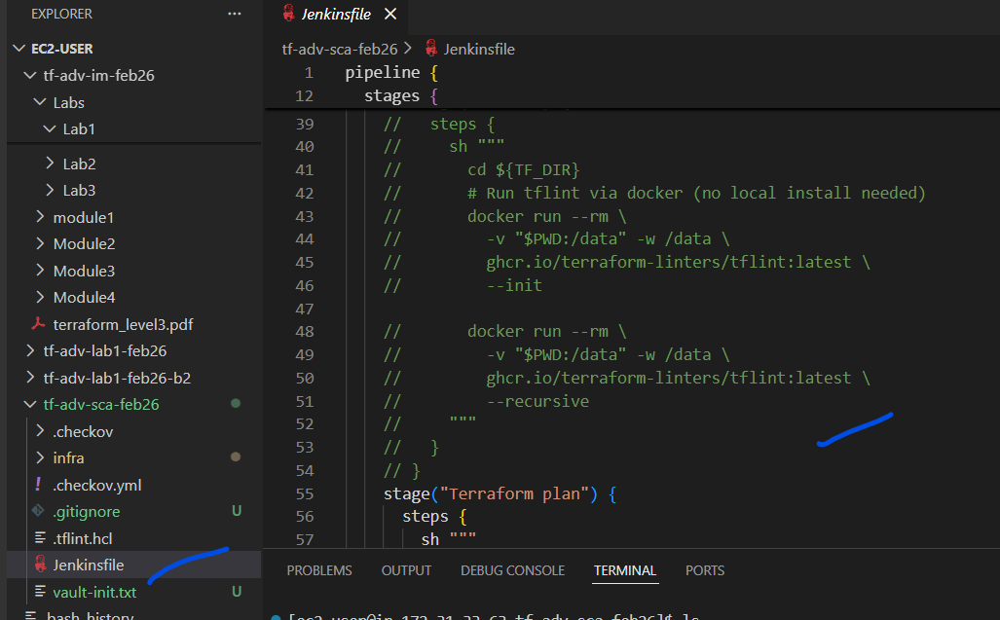 EXPLORER
EC2-USER
tf-adv-im-feb26
Labs
Lab1
Lab2
Lab3
module1
Module2
Module3
Module4
terraform_level3.pdf
tf-adv-lab1-feb26
tf-adv-lab1-feb26-b2
tf-adv-sca-feb26
.checkov
infra
! .checkov.yml
.gitignore U
.tflint.hcl
Jenkinsfile
vault-init.txt U
bash_history
Jenkinsfile
tf-adv-sca-feb26 > Jenkinsfile
1 pipeline {
12 stages {
39 // steps {
40 // sh """
41 // cd ${TF_DIR}
42 // # Run tflint via docker (no local install needed)
43 // docker run --rm \
44 // -v "$PWD:/data" -w /data \
45 // ghcr.io/terraform-linters/tflint:latest \
46 // --init
47
48 // docker run --rm \
49 // -v "$PWD:/data" -w /data \
50 // ghcr.io/terraform-linters/tflint:latest \
51 // --recursive
52 // """
53 // }
54 // }
55 stage("Terraform plan") {
56 steps {
57 sh """
PROBLEMS OUTPUT DEBUG CONSOLE TERMINAL PORTS
[ec2-user@ip-172-31-33-63 tf-adv-sca-feb26]$ ls